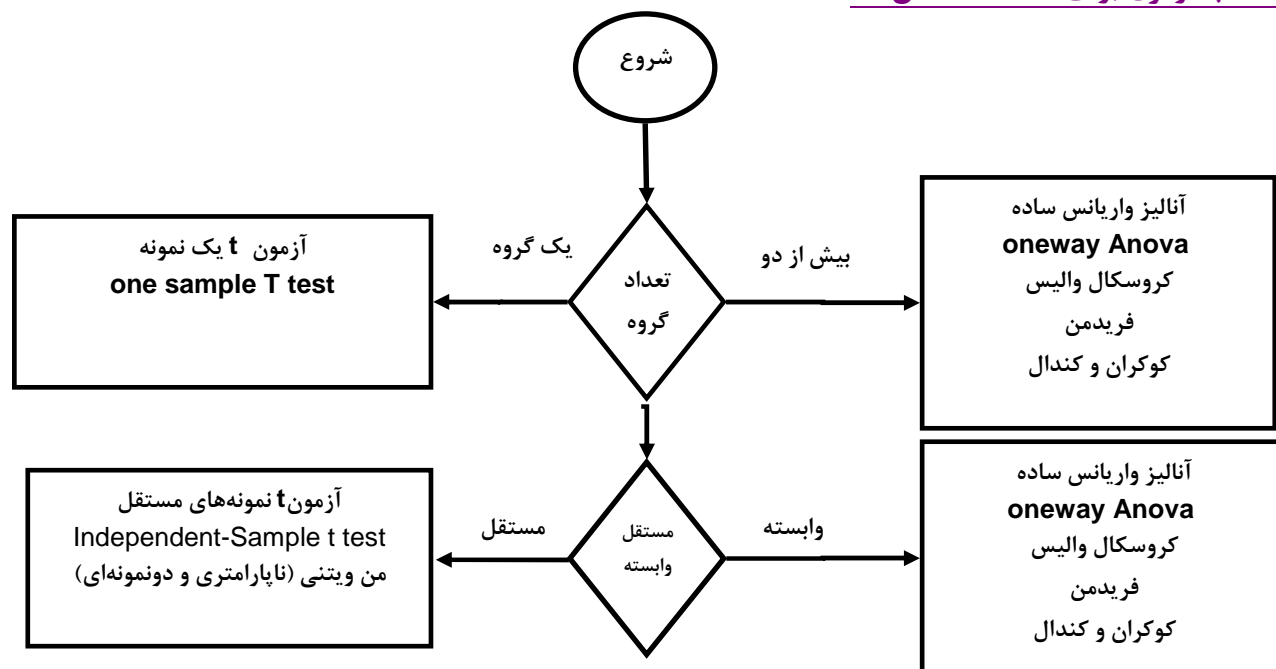 شروع
آنالیز واریانس ساده
oneway Anova
کروسکال والیس
فریدمن
کوکران و کندال
بیش از دو
تعداد
گروه
یک گروه
آزمون t یک نمونه
one sample T test
آنالیز واریانس ساده
oneway Anova
کروسکال والیس
فریدمن
کوکران و کندال
وابسته
مستقل
وابسته
مستقل
آزمون t نمونه‌های مستقل
Independent-Sample t test
من ویتنی (ناپارامتری و دونمونه‌ای)